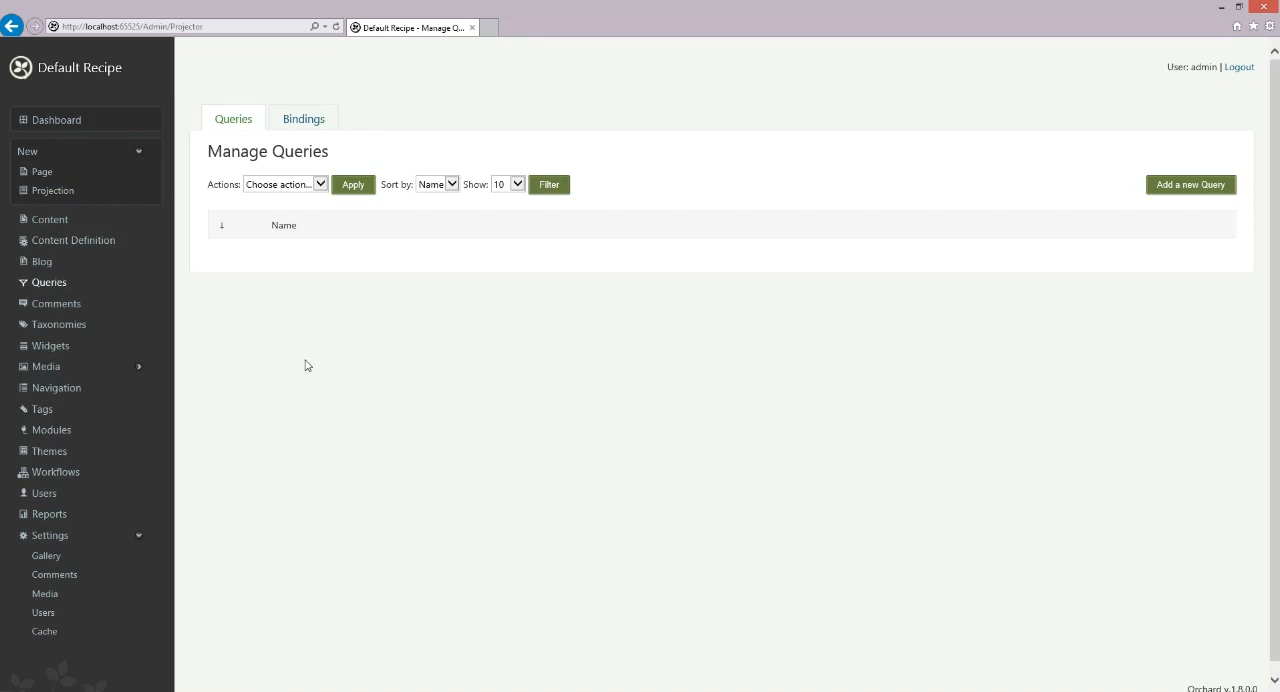 http://localhost:65525/Admin/Projector
Default Recipe - Manage Q...
Default Recipe
User: admin | Logout
Dashboard
New
Page
Projection
Content
Content Definition
Blog
Queries
Comments
Taxonomies
Widgets
Media
Navigation
Tags
Modules
Themes
Workflows
Users
Reports
Settings
Gallery
Comments
Media
Users
Cache
Queries
Bindings
Manage Queries
Actions: Choose action... Apply Sort by: Name Show: 10 Filter
Add a new Query
↓ Name
Orchard v.1.8.0.0